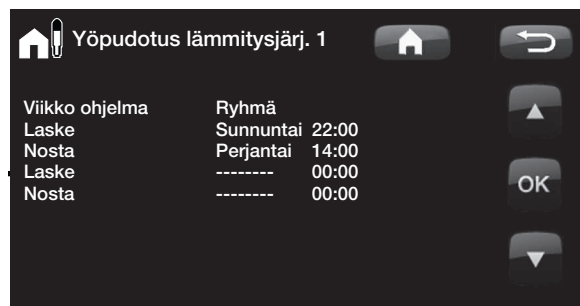 Yöpudotus lämmitysjärj. 1
Viikko ohjelma Ryhmä
Laske Sunnuntai 22:00
Nosta Perjantai 14:00
Laske -------- 00:00
Nosta -------- 00:00
OK